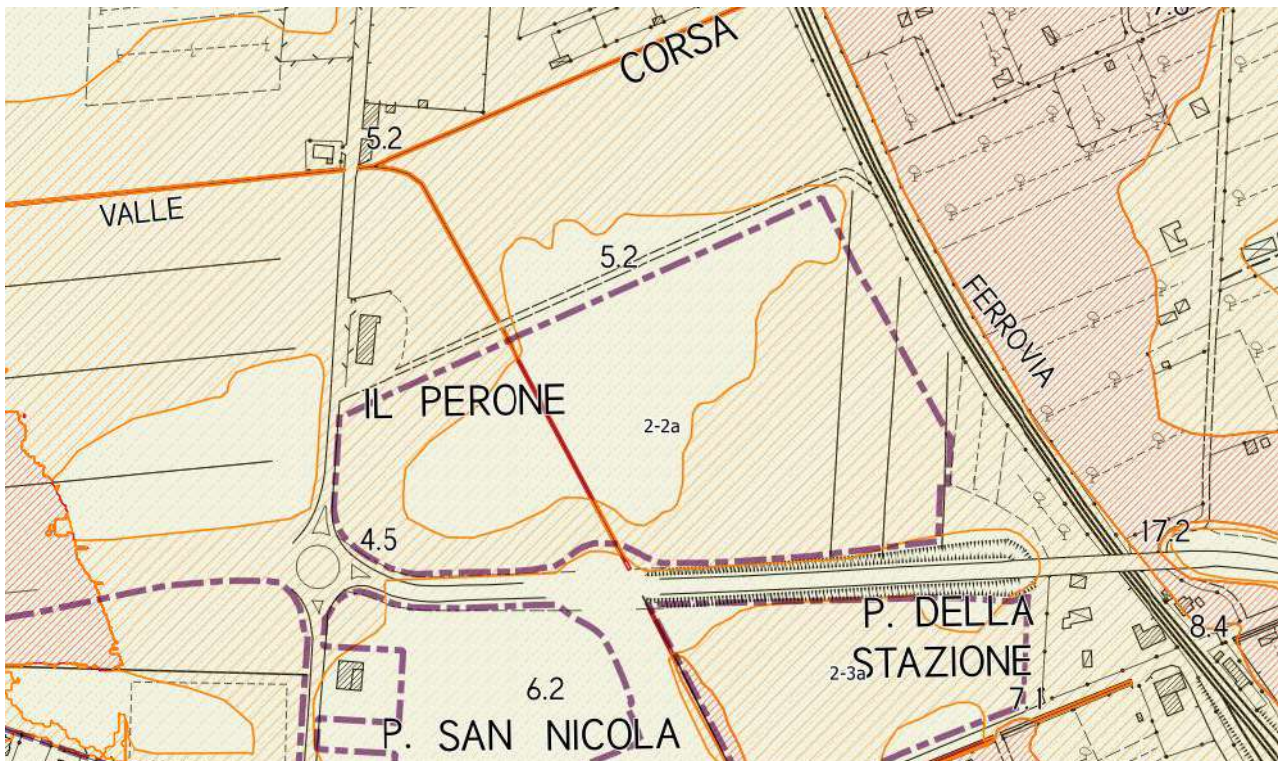 CORSA
5.2
VALLE
5.2
FERROVIA
IL PERONE
2-2a
4.5
17.2
P. DELLA
8.4
STAZIONE
2-3a
6.2
7.1
P. SAN NICOLA